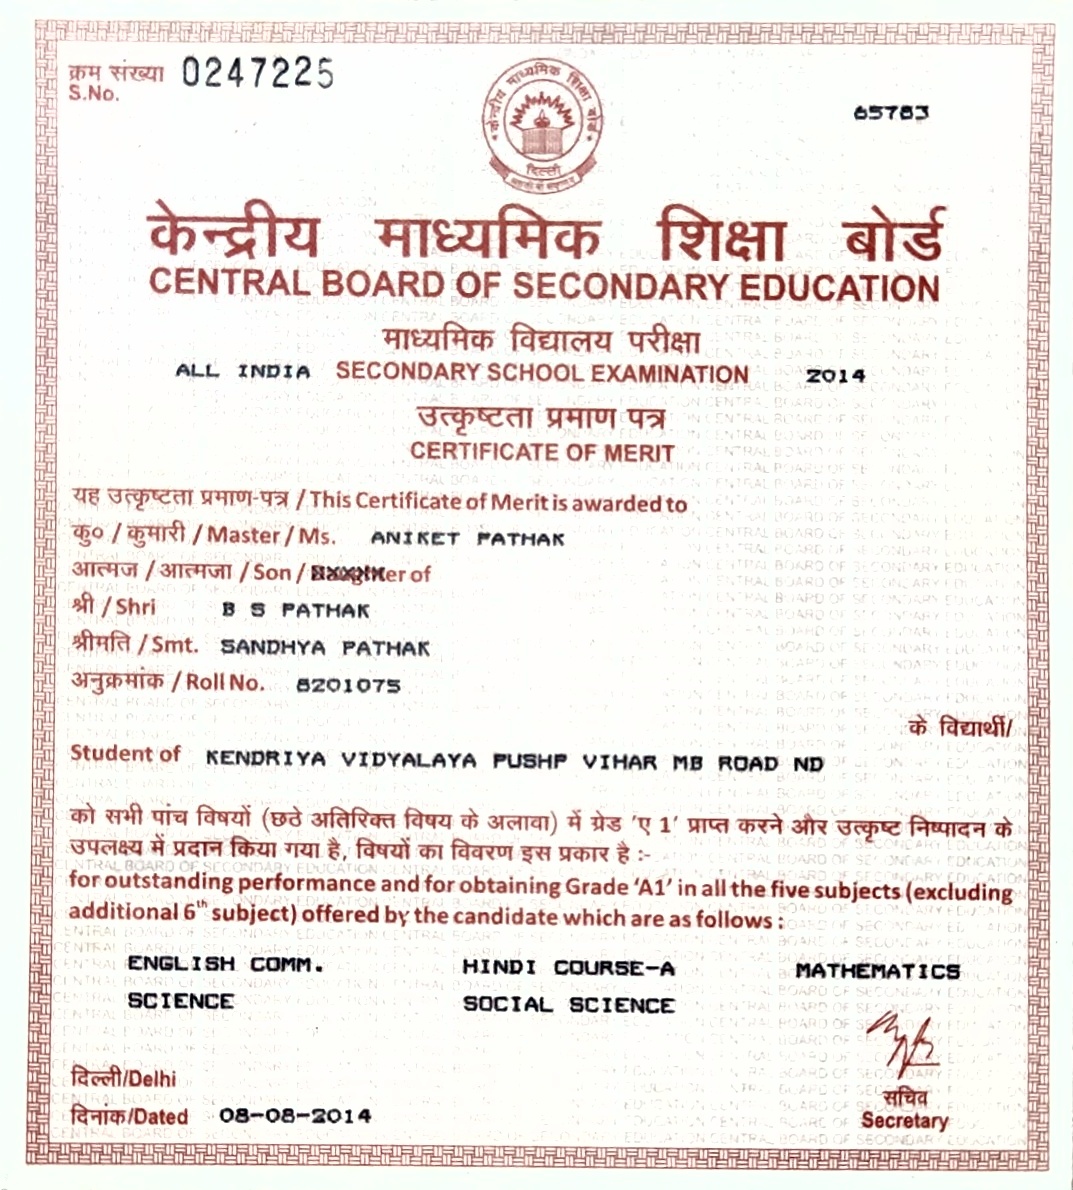 क्रम संख्या 0247225
S.No.
65783
केन्द्रीय माध्यमिक शिक्षा बोर्ड
दिल्ली
केन्द्रीय माध्यमिक शिक्षा बोर्ड
CENTRAL BOARD OF SECONDARY EDUCATION
माध्यमिक विद्यालय परीक्षा
ALL INDIA SECONDARY SCHOOL EXAMINATION 2014
उत्कृष्टता प्रमाण पत्र
CERTIFICATE OF MERIT
यह उत्कृष्टता प्रमाण-पत्र / This Certificate of Merit is awarded to
कु० / कुमारी / Master / Ms. ANIKET PATHAK
आत्मज / आत्मजा / Son / Daughter of
श्री / Shri B S PATHAK
श्रीमति / Smt. SANDHYA PATHAK
अनुक्रमांक / Roll No. 8201075
के विद्यार्थी/
Student of KENDRIYA VIDYALAYA PUSHP VIHAR MB ROAD ND
को सभी पांच विषयों (छठे अतिरिक्त विषय के अलावा) में ग्रेड 'ए 1' प्राप्त करने और उत्कृष्ट निष्पादन के
उपलक्ष्य में प्रदान किया गया है, विषयों का विवरण इस प्रकार है :-
for outstanding performance and for obtaining Grade 'A1' in all the five subjects (excluding
additional 6th subject) offered by the candidate which are as follows :
ENGLISH COMM. HINDI COURSE-A MATHEMATICS
SCIENCE SOCIAL SCIENCE
दिल्ली/Delhi
दिनांक/Dated 08-08-2014
सचिव
Secretary